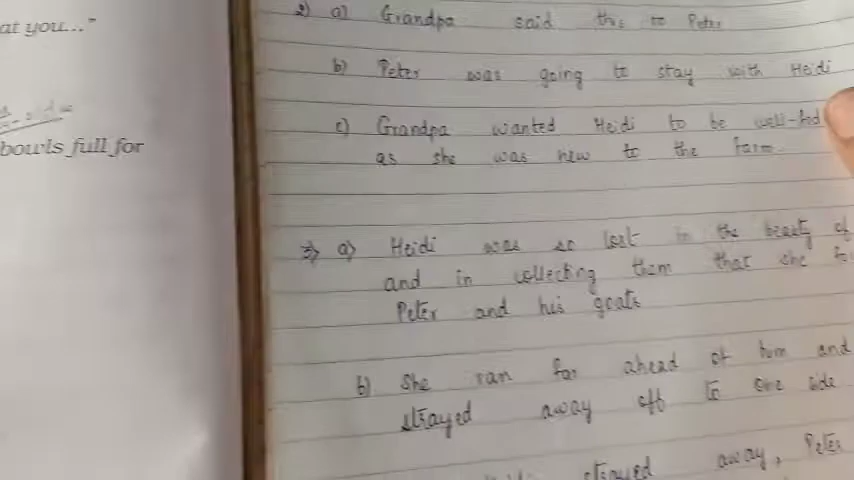 at you..."
bowls full for
2) a) Grandpa said this to Peter
b) Peter was going to stay with Heidi
c) Grandpa wanted Heidi to be well-fed
as she was new to the farm
3) a) Heidi was so lost in the beauty of
and in collecting them that she
Peter and his goats
b) She ran far ahead of him and
strayed away off to one side
strayed away, Peter